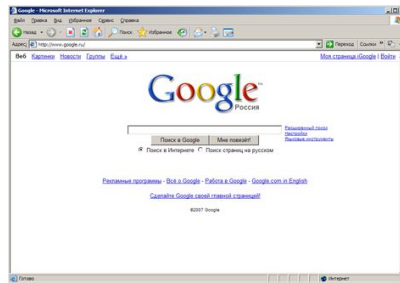 Google - Microsoft Internet Explorer
Файл Правка Вид Избранное Сервис Справка
Назад Поиск Избранное
Адрес: http://www.google.ru/ Переход Ссылки
Веб Картинки Новости Группы Ещё » Моя страница iGoogle | Войти
Google
Россия
Расширенный поиск
Настройки
Языковые инструменты
Поиск в Google Мне повезёт!
Поиск в Интернете Поиск страниц на русском
Рекламные программы - Всё о Google - Работа в Google - Google.com in English
Сделайте Google своей главной страницей!
©2007 Google
Готово Интернет